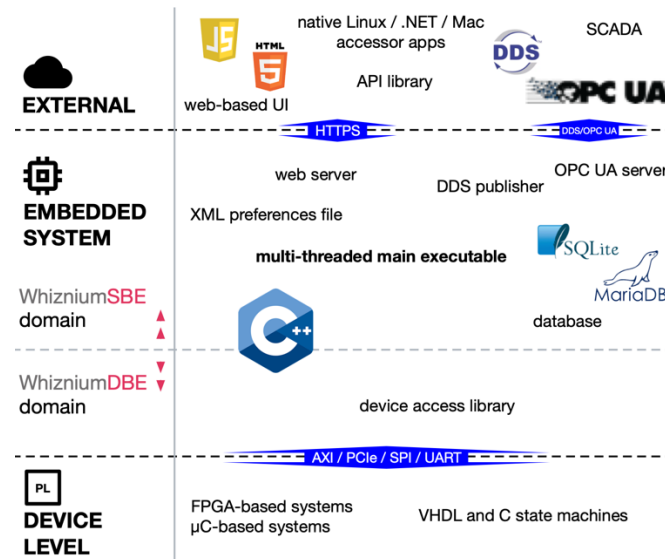 JS
HTML
5
native Linux / .NET / Mac
accessor apps
DDS
SCADA
API library
OPC UA
EXTERNAL
web-based UI
HTTPS
DDS/OPC UA
web server
OPC UA server
DDS publisher
EMBEDDED
SYSTEM
XML preferences file
multi-threaded main executable
SQLite
MariaDB
WhizniumSBE
domain
C++
database
WhizniumDBE
domain
device access library
AXI / PCIe / SPI / UART
PL
DEVICE
LEVEL
FPGA-based systems
µC-based systems
VHDL and C state machines